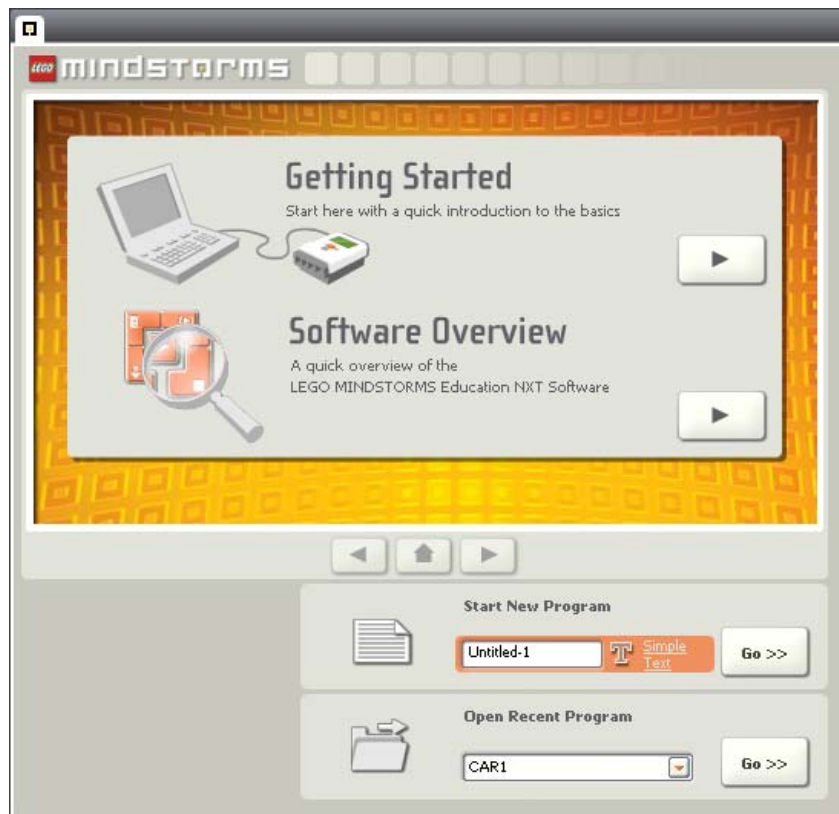 LEGO mindstorms
Getting Started
Start here with a quick introduction to the basics
Software Overview
A quick overview of the
LEGO MINDSTORMS Education NXT Software
Start New Program
Untitled-1
T Simple
Text
Go >>
Open Recent Program
CAR1
Go >>